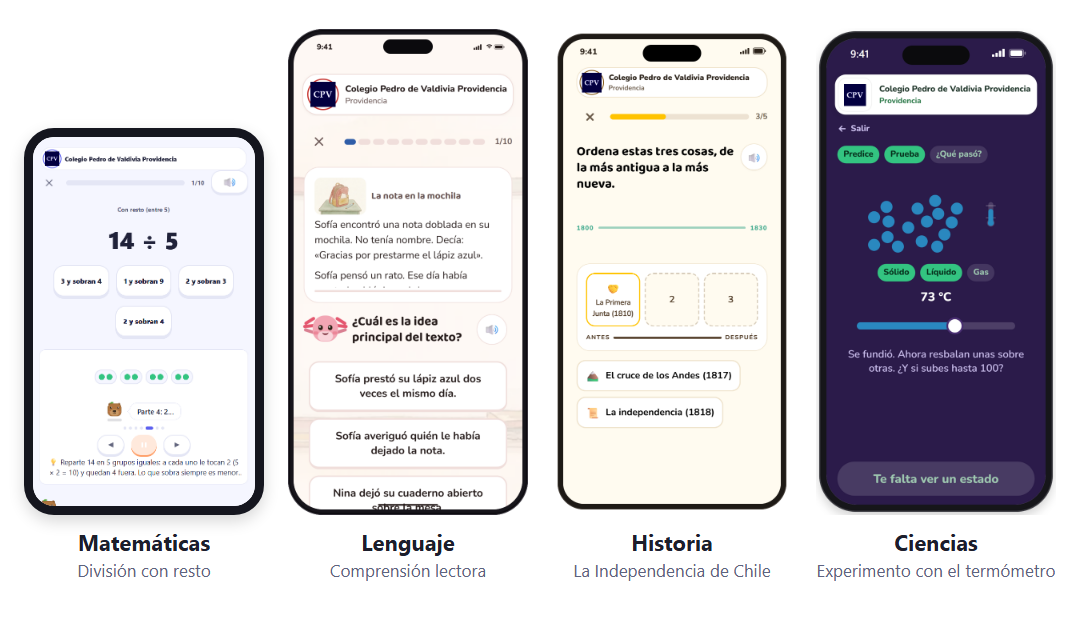 CPV Colegio Pedro de Valdivia Providencia
1/10
Con resto (entre 5)
14 ÷ 5
3 y sobran 4
1 y sobran 9
2 y sobran 3
2 y sobran 4
Parte 4: 2...
Reparte 14 en 5 grupos iguales: a cada uno le tocan 2 (5
× 2 = 10) y quedan 4 fuera. Lo que sobra siempre es menor...
Matemáticas
División con resto
9:41
CPV
Colegio Pedro de Valdivia Providencia
Providencia
1/10
La nota en la mochila
Sofía encontró una nota doblada en su
mochila. No tenía nombre. Decía:
«Gracias por prestarme el lápiz azul».
Sofía pensó un rato. Ese día había
¿Cuál es la idea
principal del texto?
Sofía prestó su lápiz azul dos
veces el mismo día.
Sofía averiguó quién le había
dejado la nota.
Nina dejó su cuaderno abierto
sobre la mesa.
Lenguaje
Comprensión lectora
9:41
CPV
Colegio Pedro de Valdivia Providencia
Providencia
3/5
Ordena estas tres cosas, de
la más antigua a la más
nueva.
1800
1830
La Primera
Junta (1810)
2
3
ANTES
DESPUÉS
El cruce de los Andes (1817)
La independencia (1818)
Historia
La Independencia de Chile
9:41
CPV
Colegio Pedro de Valdivia Providencia
Providencia
← Salir
Predice
Prueba
¿Qué pasó?
Sólido
Líquido
Gas
73 °C
Se fundió. Ahora resbalan unas sobre
otras. ¿Y si subes hasta 100?
Te falta ver un estado
Ciencias
Experimento con el termómetro